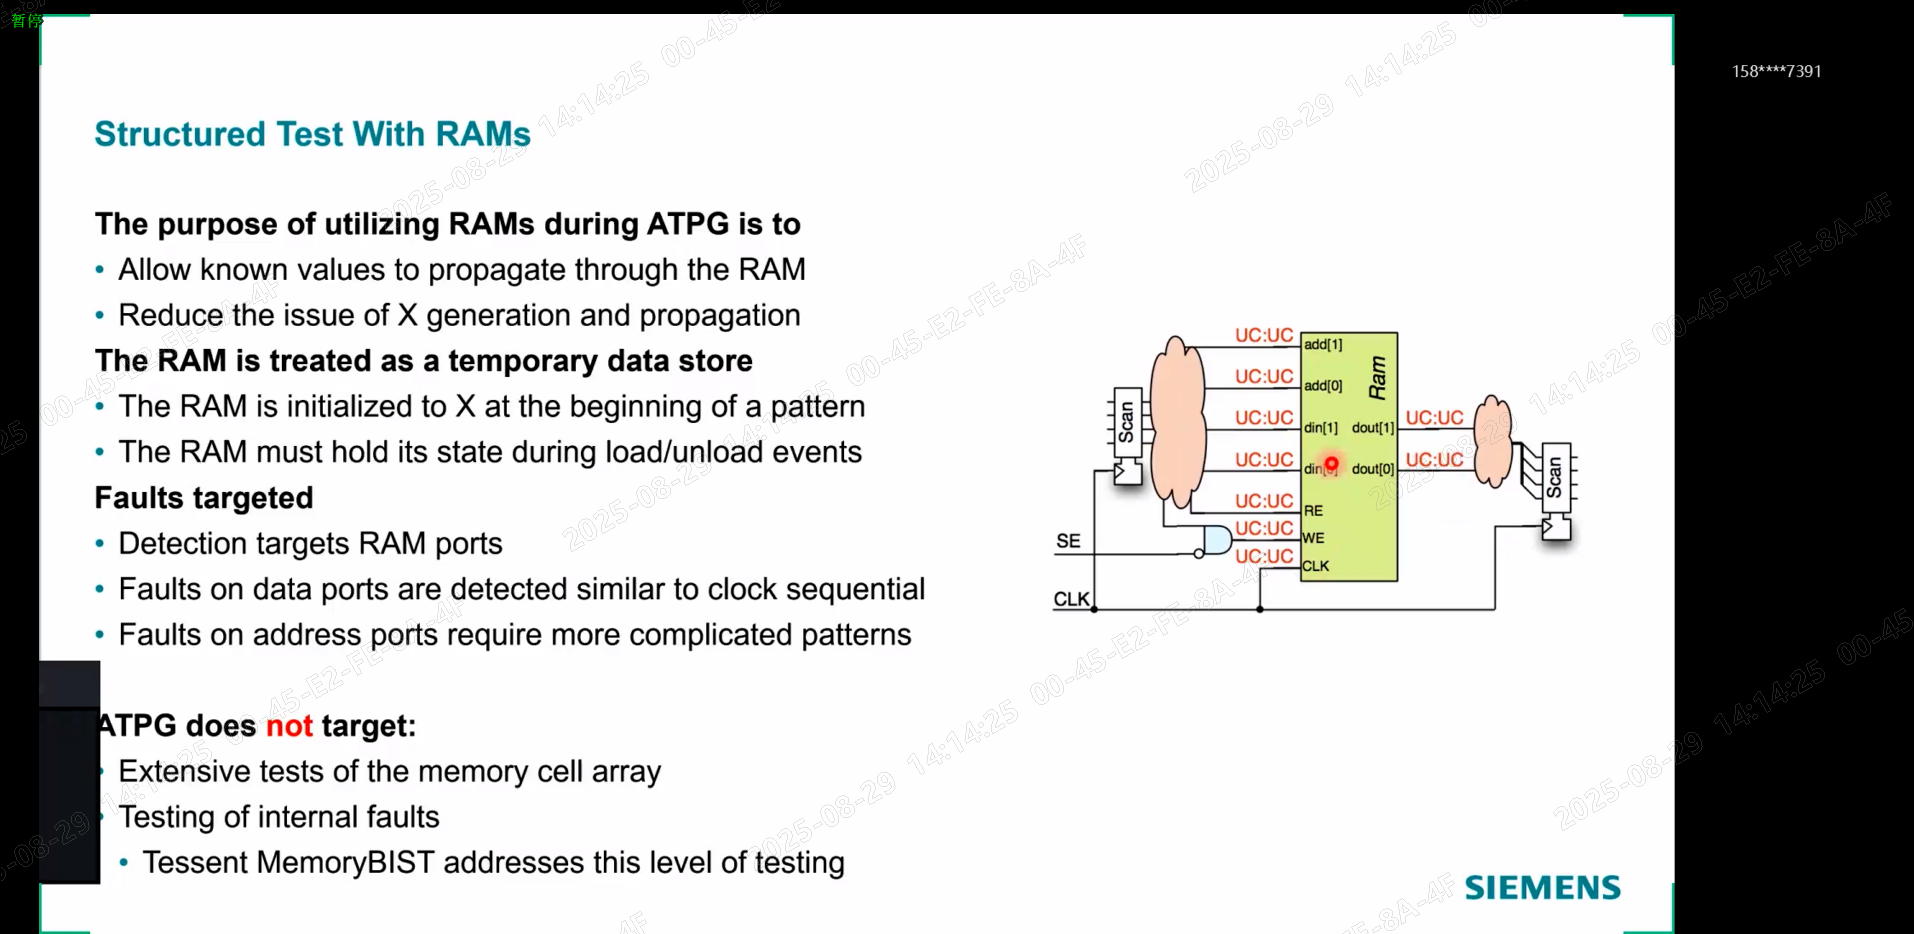 暂停
158****7391
Structured Test With RAMs
The purpose of utilizing RAMs during ATPG is to
• Allow known values to propagate through the RAM
• Reduce the issue of X generation and propagation
The RAM is treated as a temporary data store
• The RAM is initialized to X at the beginning of a pattern
• The RAM must hold its state during load/unload events
Faults targeted
• Detection targets RAM ports
• Faults on data ports are detected similar to clock sequential
• Faults on address ports require more complicated patterns
ATPG does not target:
• Extensive tests of the memory cell array
• Testing of internal faults
• Tessent MemoryBIST addresses this level of testing
Scan
SE
CLK
UC:UC
UC:UC
UC:UC
UC:UC
UC:UC
UC:UC
UC:UC
add[1]
add[0]
din[1]
RE
WE
CLK
Ram
dout[1]
dout[0]
UC:UC
UC:UC
Scan
SIEMENS
2025-08-29 14:14:25 00-45-E2-FE-8A-4F